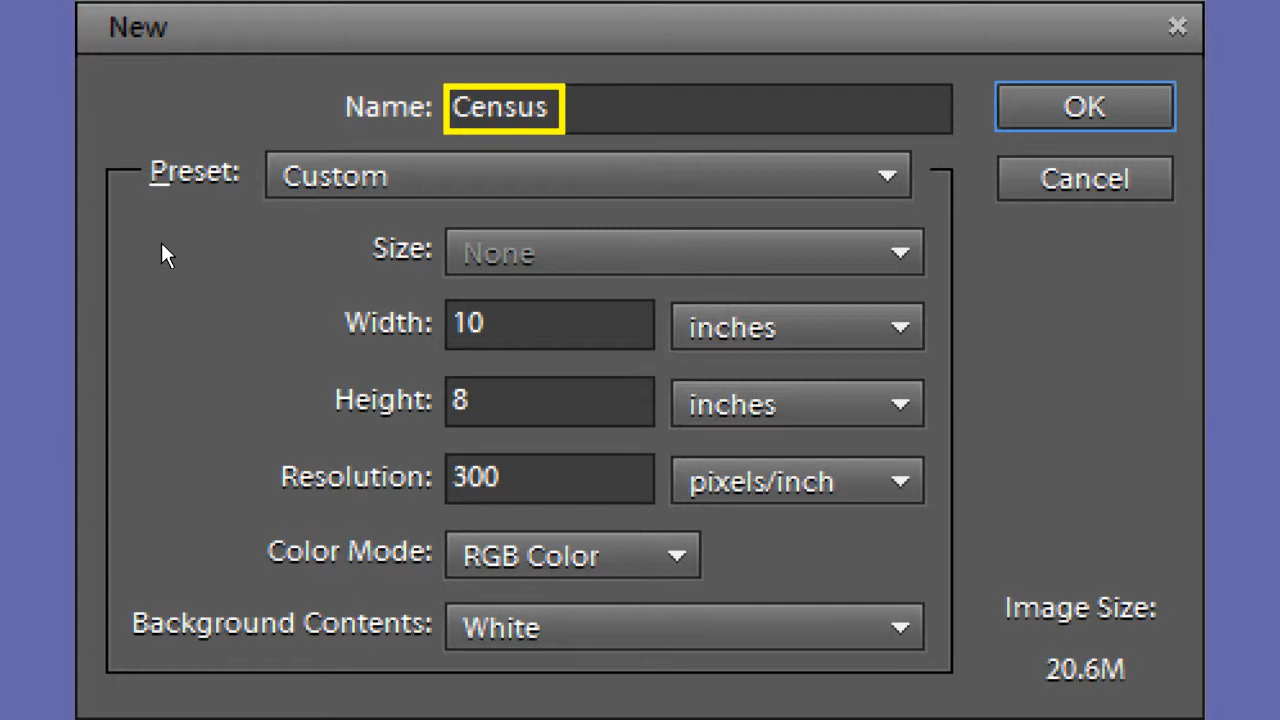 New
Name: Census
OK
Preset: Custom
Cancel
Size: None
Width: 10 inches
Height: 8 inches
Resolution: 300 pixels/inch
Color Mode: RGB Color
Background Contents: White
Image Size:
20.6M